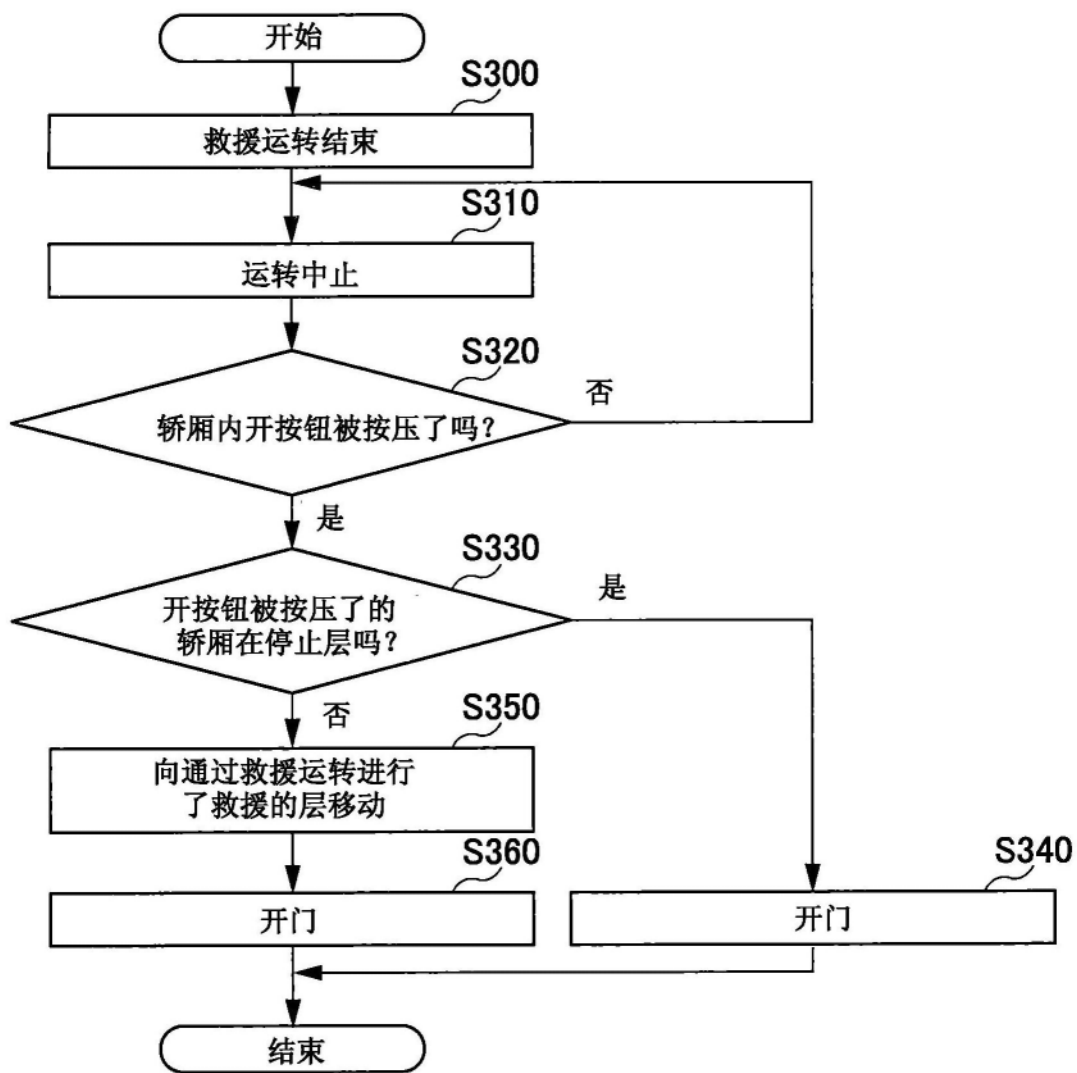 开始
S300
救援运转结束
S310
运转中止
S320
轿厢内开按钮被按压了吗?
否
是
S330
开按钮被按压了的
轿厢在停止层吗?
是
否
S350
向通过救援运转进行
了救援的层移动
S360
开门
S340
开门
结束